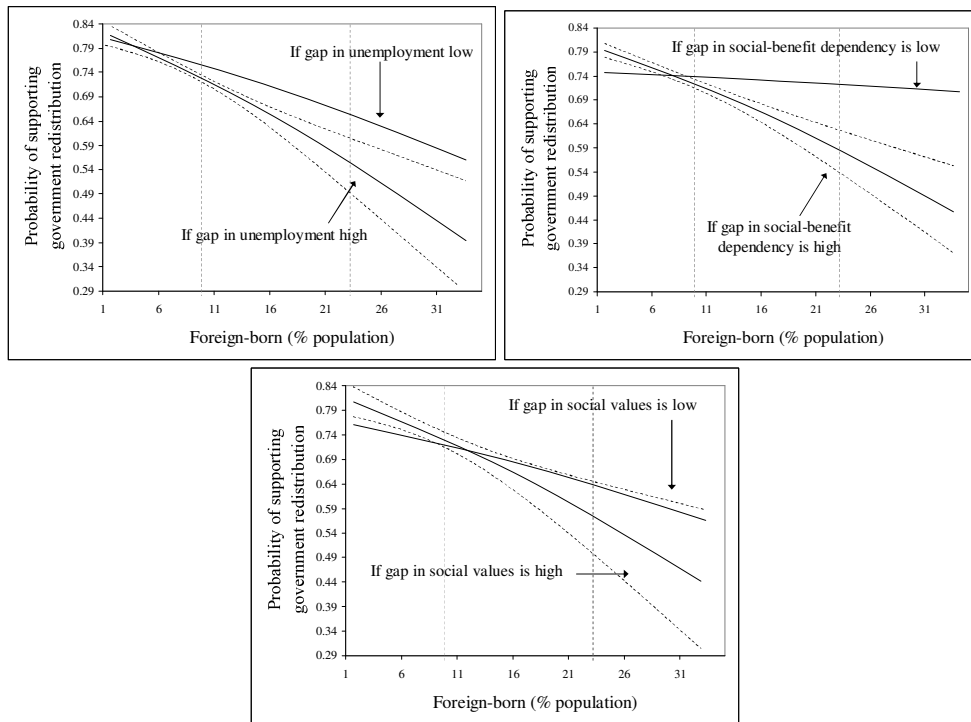 Probability of supporting
government redistribution
0.84
0.79
0.74
0.69
0.64
0.59
0.54
0.49
0.44
0.39
0.34
0.29
If gap in unemployment low
If gap in unemployment high
1 6 11 16 21 26 31
Foreign-born (% population)
Probability of supporting
government redistribution
0.84
0.79
0.74
0.69
0.64
0.59
0.54
0.49
0.44
0.39
0.34
0.29
If gap in social-benefit dependency is low
If gap in social-benefit
dependency is high
1 6 11 16 21 26 31
Foreign-born (% population)
Probability of supporting
government redistribution
0.84
0.79
0.74
0.69
0.64
0.59
0.54
0.49
0.44
0.39
0.34
0.29
If gap in social values is low
If gap in social values is high
1 6 11 16 21 26 31
Foreign-born (% population)